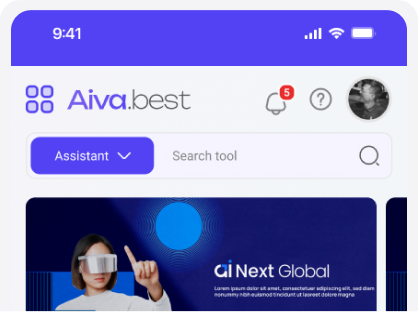 9:41
Aiva.best
5
?
Assistant
Search tool
ai Next Global
Lorem ipsum dolor sit amet, consectetuer adipiscing elit, sed diam
nonummy nibh euismod tincidunt ut laoreet dolore magna